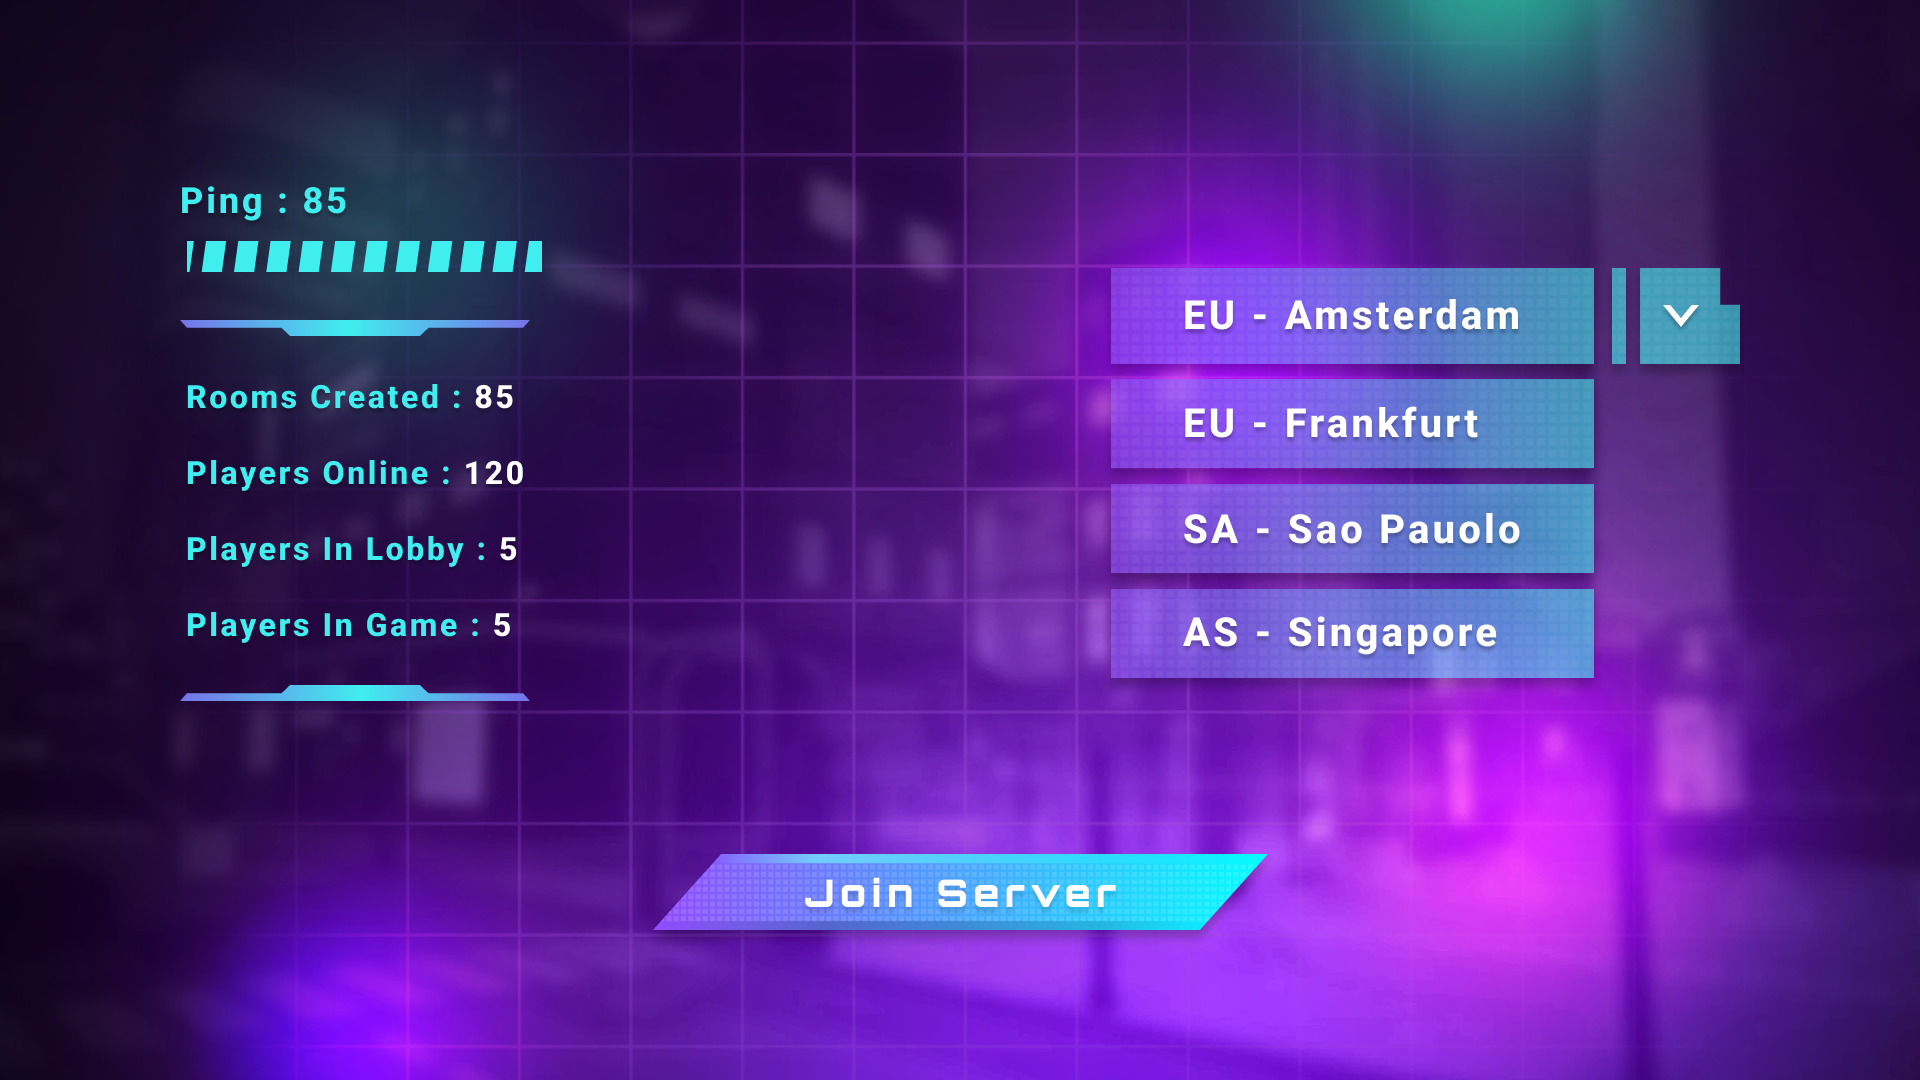 Ping : 85
Rooms Created : 85
Players Online : 120
Players In Lobby : 5
Players In Game : 5
EU - Amsterdam
EU - Frankfurt
SA - Sao Pauolo
AS - Singapore
Join Server